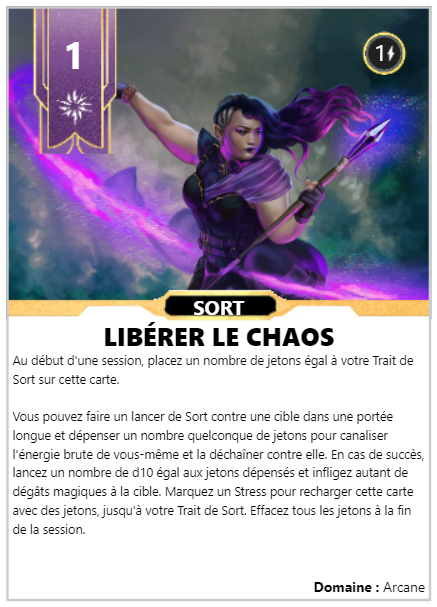 1
1
SORT
LIBÉRER LE CHAOS
Au début d'une session, placez un nombre de jetons égal à votre Trait de
Sort sur cette carte.
Vous pouvez faire un lancer de Sort contre une cible dans une portée
longue et dépenser un nombre quelconque de jetons pour canaliser
l'énergie brute de vous-même et la déchaîner contre elle. En cas de succès,
lancez un nombre de d10 égal aux jetons dépensés et infligez autant de
dégâts magiques à la cible. Marquez un Stress pour recharger cette carte
avec des jetons, jusqu'à votre Trait de Sort. Effacez tous les jetons à la fin
de la session.
Domaine : Arcane